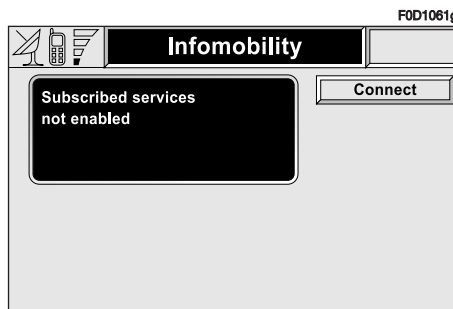 F0D1061g
Infomobility
Subscribed services
not enabled
Connect